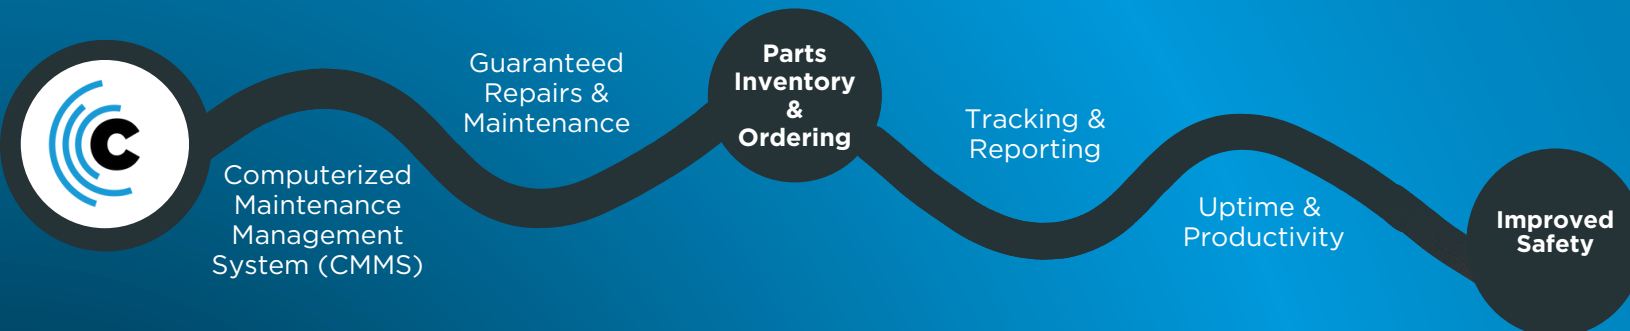 C
Computerized
Maintenance
Management
System (CMMS)
Guaranteed
Repairs &
Maintenance
Parts
Inventory
&
Ordering
Tracking &
Reporting
Uptime &
Productivity
Improved
Safety